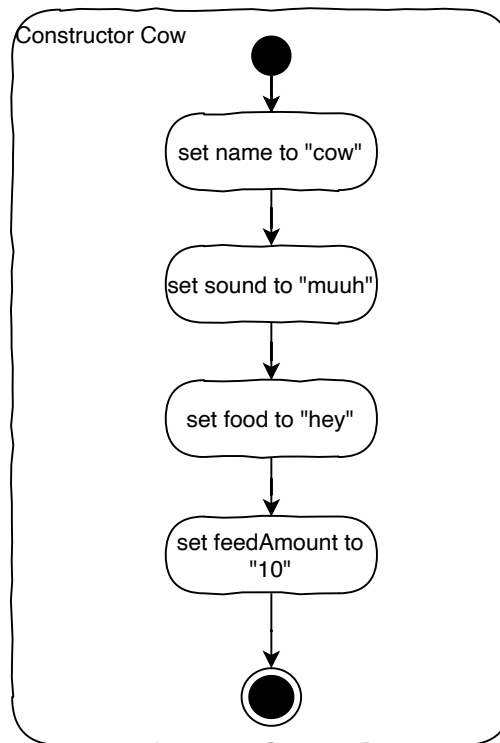 Constructor Cow
set name to "cow"
set sound to "muuh"
set food to "hey"
set feedAmount to
"10"